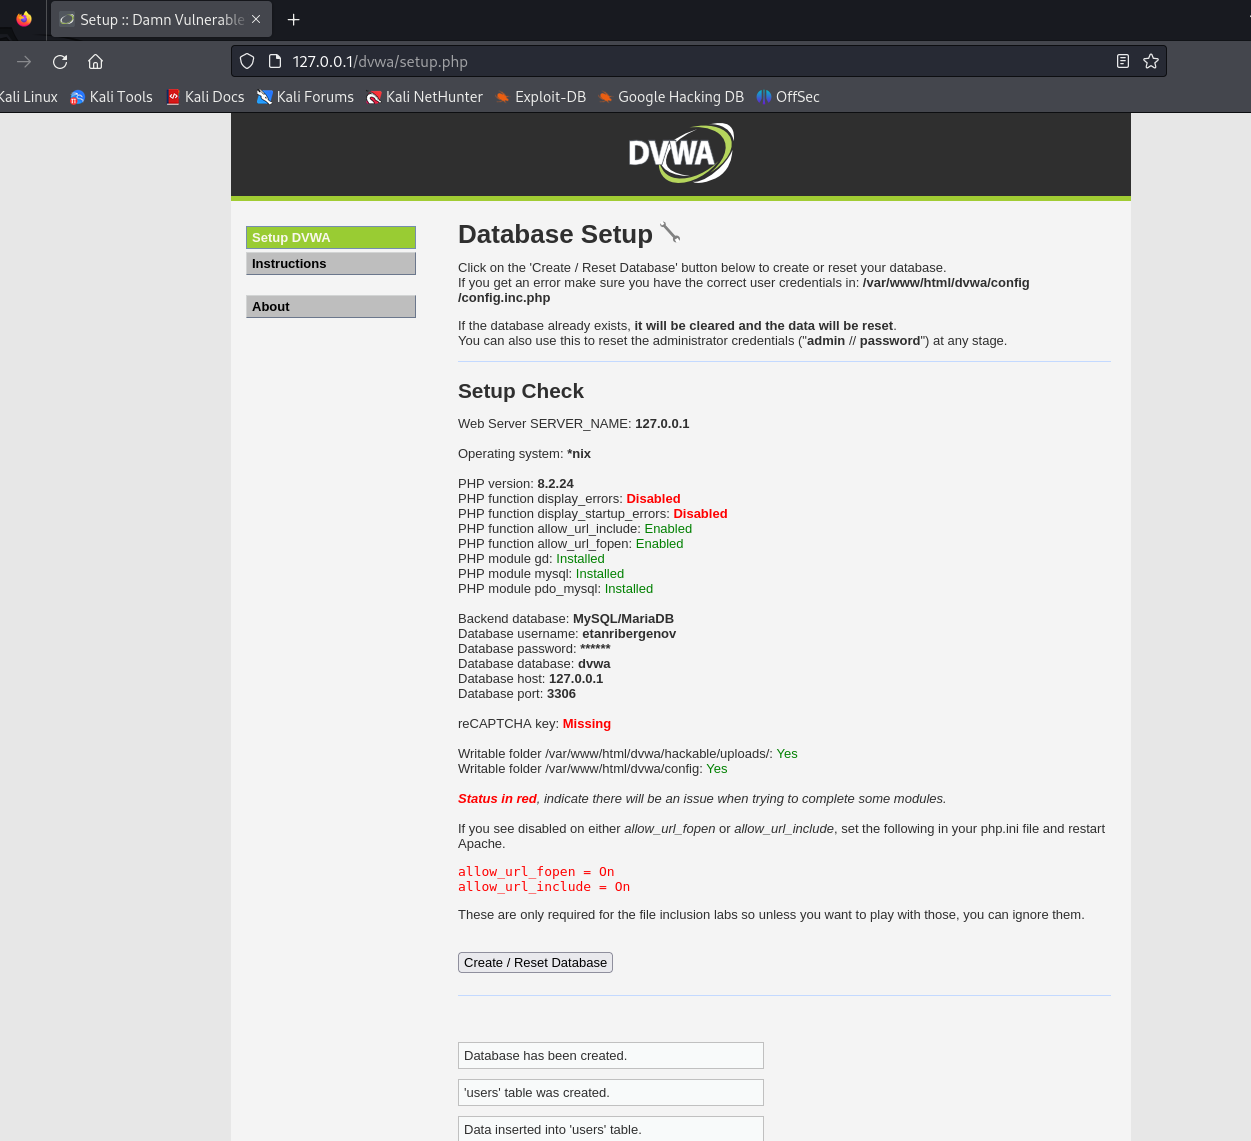 Setup :: Damn Vulnerable
127.0.0.1/dvwa/setup.php
Kali Linux Kali Tools Kali Docs Kali Forums Kali NetHunter Exploit-DB Google Hacking DB OffSec
DVWA
Setup DVWA
Instructions
About
Database Setup
Click on the 'Create / Reset Database' button below to create or reset your database.
If you get an error make sure you have the correct user credentials in: /var/www/html/dvwa/config
/config.inc.php
If the database already exists, it will be cleared and the data will be reset.
You can also use this to reset the administrator credentials ("admin // password") at any stage.
Setup Check
Web Server SERVER_NAME: 127.0.0.1
Operating system: *nix
PHP version: 8.2.24
PHP function display_errors: Disabled
PHP function display_startup_errors: Disabled
PHP function allow_url_include: Enabled
PHP function allow_url_fopen: Enabled
PHP module gd: Installed
PHP module mysql: Installed
PHP module pdo_mysql: Installed
Backend database: MySQL/MariaDB
Database username: etanribergenov
Database password: ******
Database database: dvwa
Database host: 127.0.0.1
Database port: 3306
reCAPTCHA key: Missing
Writable folder /var/www/html/dvwa/hackable/uploads/: Yes
Writable folder /var/www/html/dvwa/config: Yes
Status in red, indicate there will be an issue when trying to complete some modules.
If you see disabled on either allow_url_fopen or allow_url_include, set the following in your php.ini file and restart
Apache.
allow_url_fopen = On
allow_url_include = On
These are only required for the file inclusion labs so unless you want to play with those, you can ignore them.
Create / Reset Database
Database has been created.
'users' table was created.
Data inserted into 'users' table.